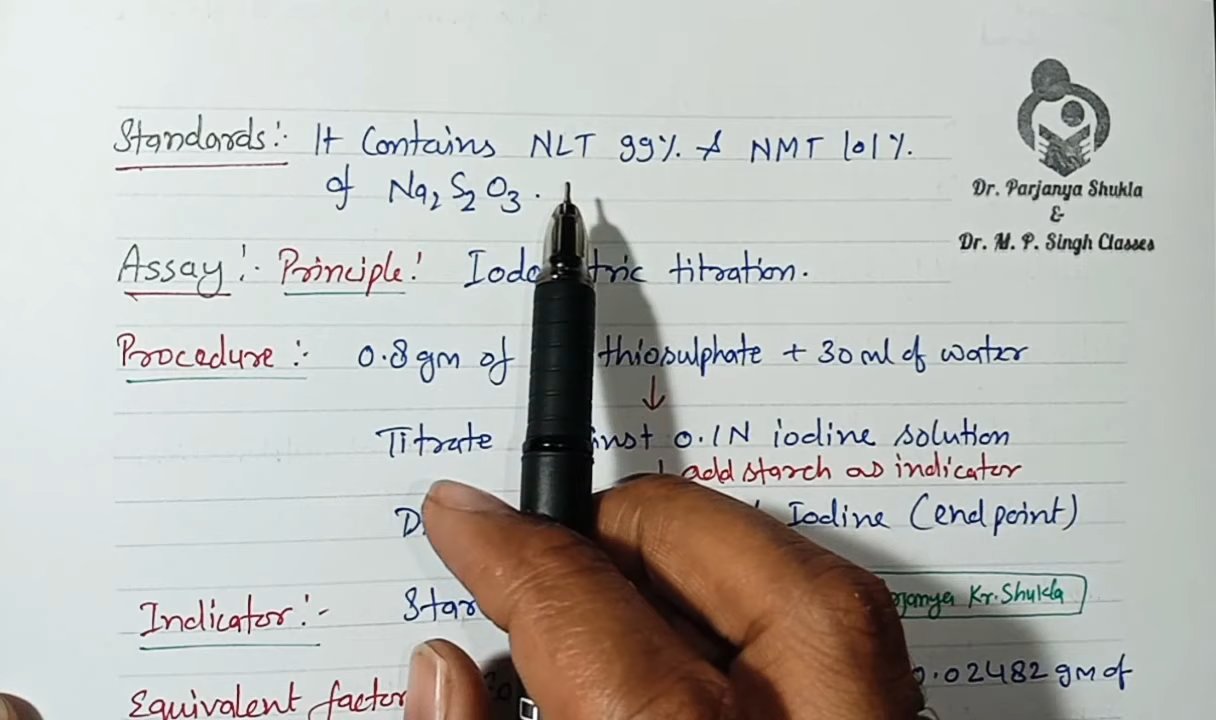 Standards:- It Contains NLT 99% & NMT 101%.
of Na2S2O3.
Dr. Parjanya Shukla
&
Dr. M. P. Singh Classes
Assay:- Principle: titration.
Procedure:- 0.8 gm of thiosulphate + 30 ml of water
↓
Titrate 0.1N iodine solution
add starch as indicator
Iodine (end point)
Indicator:-
Kr. Shukla
0.02482 gm of
Equivalent factor